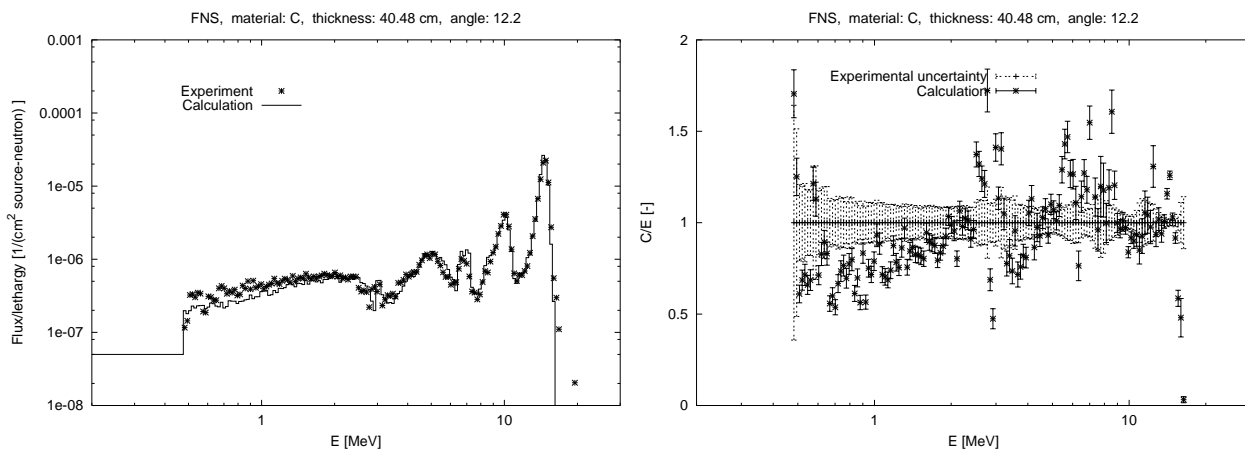 FNS, material: C, thickness: 40.48 cm, angle: 12.2
0.001
0.0001
1e-05
1e-06
1e-07
1e-08
Flux/lethargy [1/(cm2 source-neutron) ]
Experiment
Calculation
1
10
E [MeV]
FNS, material: C, thickness: 40.48 cm, angle: 12.2
2
1.5
1
0.5
0
C/E [-]
Experimental uncertainty
Calculation
1
10
E [MeV]